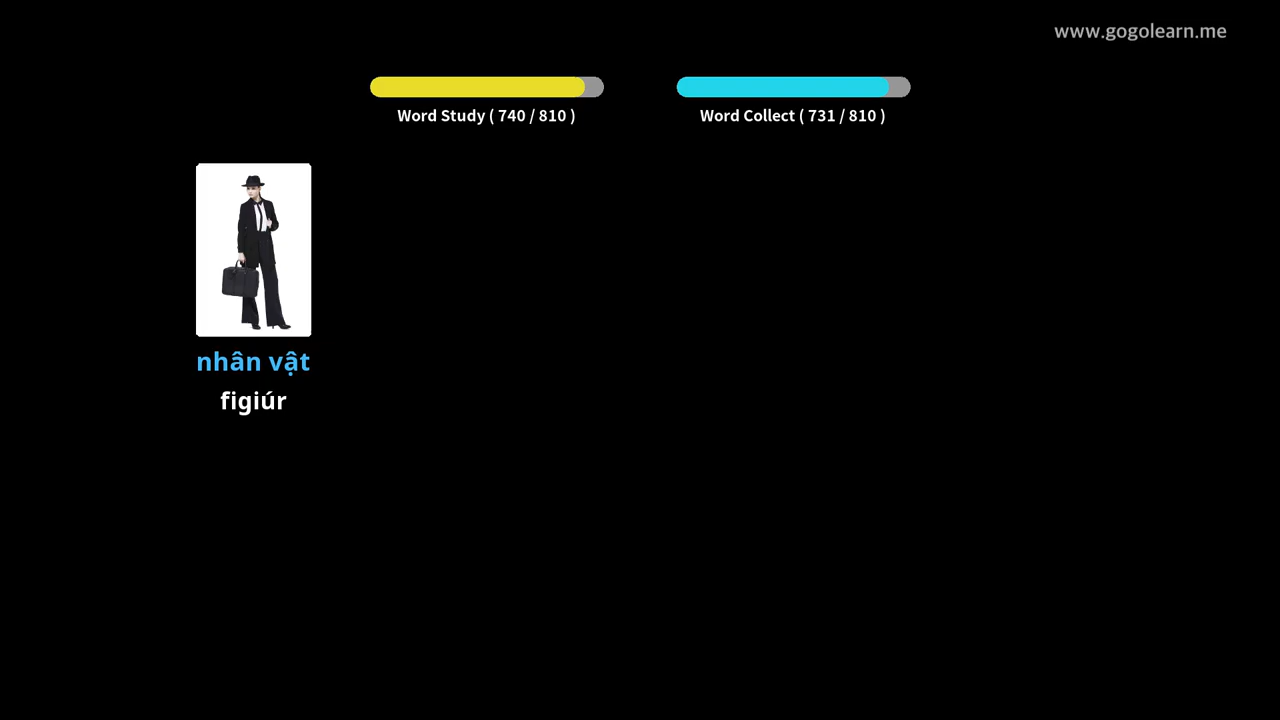 www.gogolearn.me
Word Study ( 740 / 810 )
Word Collect ( 731 / 810 )
nhân vật
figiúr